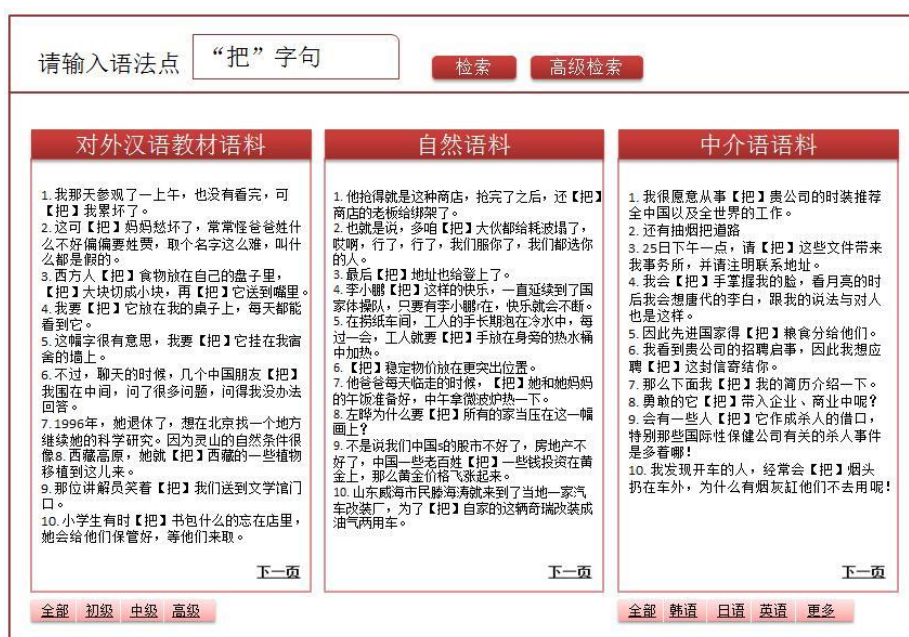 请输入语法点 “把”字句 检索 高级检索
对外汉语教材语料
1.我那天参观了一上午，也没有看完，可
【把】我累坏了。
2.这可【把】妈妈愁坏了，常常怪爸爸姓什
么不好偏偏要姓贾，取个名字这么难，叫什
么都是假的。
3.西方人【把】食物放在自己的盘子里，
【把】大块切成小块，再【把】它送到嘴里。
4.我要【把】它放在我的桌子上，每天都能
看到它。
5.这幅字很有意思，我要【把】它挂在我宿
舍的墙上。
6.不过，聊天的时候，几个中国朋友【把】
我围在中间，问了很多问题，问得我没办法
回答。
7.1996年，她退休了，想在北京找一个地方
继续她的科学研究。因为灵山的自然条件很
像8.西藏高原，她就【把】西藏的一些植物
移植到这儿来。
9.那位讲解员笑着【把】我们送到文学馆门
口。
10.小学生有时【把】书包什么的忘在店里，
她会给他们保管好，等他们来取。
下一页
全部 初级 中级 高级
自然语料
1.他抢得就是这种商店，抢完了之后，还【把】
商店的老板给绑架了。
2.也就是说，多咱【把】大伙都给耗波塌了，
哎啊，行了，行了，我们服你了，我们都选你
的人。
3.最后【把】地址也给登上了。
4.李小鹏【把】这样的快乐，一直延续到了国
家体操队，只要有李小鹏r在，快乐就会不断。
5.在捞纸车间，工人的手长期泡在冷水中，每
过一会，工人就要【把】手放在身旁的热水桶
中加热。
6.【把】稳定物价放在更突出位置。
7.他爸爸每天临走的时候，【把】她和她妈妈
的午饭准备好，中午拿微波炉热一下。
8.左晔为什么要【把】所有的家当压在这一幅
画上？
9.不是说我们中国s的股市不好了，房地产不
好了，中国一些老百姓【把】一些钱投资在黄
金上，那么黄金价格飞涨起来。
10.山东威海市民滕海涛就来到了当地一家汽
车改装厂，为了【把】自家的这辆奇瑞改装成
油气两用车。
下一页
中介语语料
1.我很愿意从事【把】贵公司的时装推荐
全中国以及全世界的工作。
2.还有抽烟把道路
3.25日下午一点，请【把】这些文件带来
我事务所，并请注明联系地址。
4.我会【把】手掌握我的脸，看月亮的时
后我会想唐代的李白，跟我的说法与对人
也是这样。
5.因此先进国家得【把】粮食分给他们。
6.我看到贵公司的招聘启事，因此我想应
聘【把】这封信寄结你。
7.那么下面我【把】我的简历介绍一下。
8.勇敢的它【把】带入企业、商业中呢？
9.会有一些人【把】它作成杀人的借口，
特别那些国际性保健公司有关的杀人事件
是多着哪！
10.我发现开车的人，经常会【把】烟头
扔在车外，为什么有烟灰缸他们不去用呢！
下一页
全部 韩语 日语 英语 更多